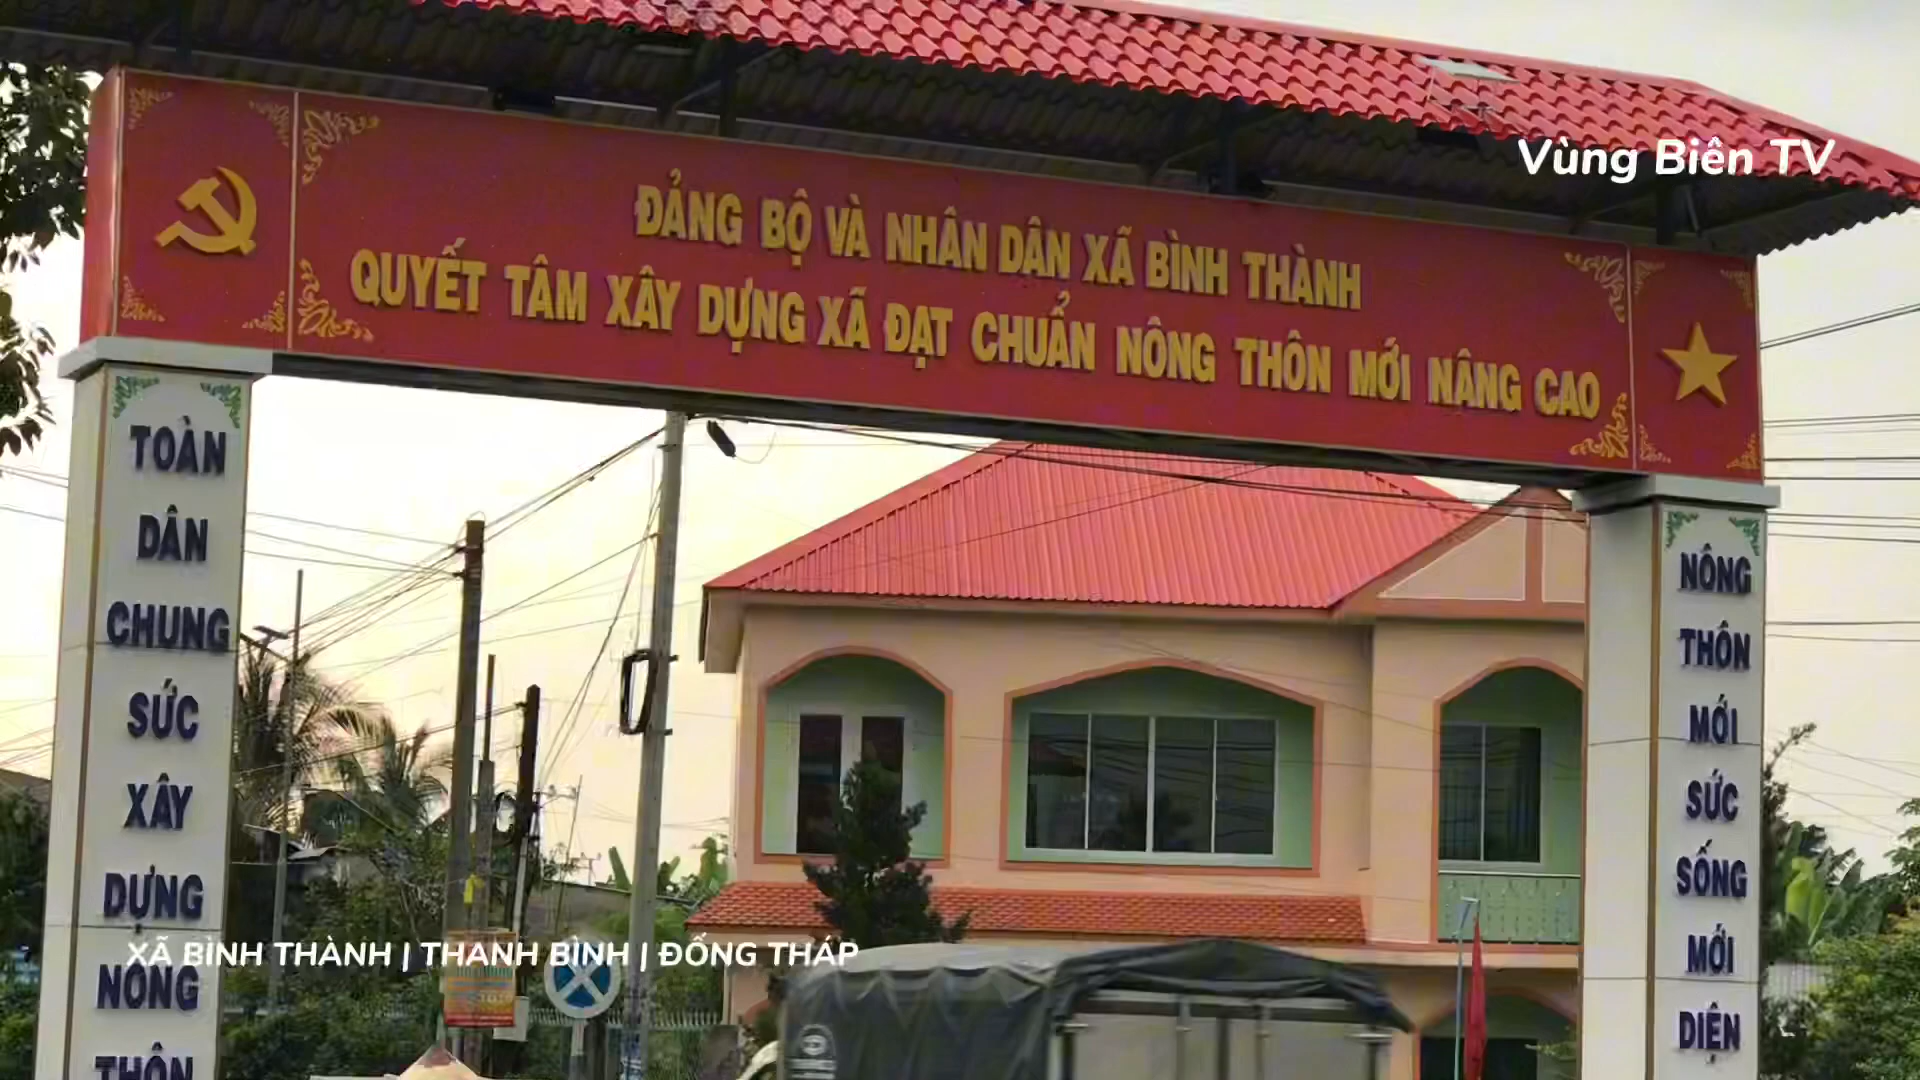 Vùng Biên TV
ĐẢNG BỘ VÀ NHÂN DÂN XÃ BÌNH THÀNH
QUYẾT TÂM XÂY DỰNG XÃ ĐẠT CHUẨN NÔNG THÔN MỚI NÂNG CAO
TOÀN
DÂN
CHUNG
SỨC
XÂY
DỰNG
NÔNG
THÔN
NÔNG
THÔN
MỚI
SỨC
SỐNG
MỚI
DIỆN
XÃ BÌNH THÀNH | THANH BÌNH | ĐỒNG THÁP